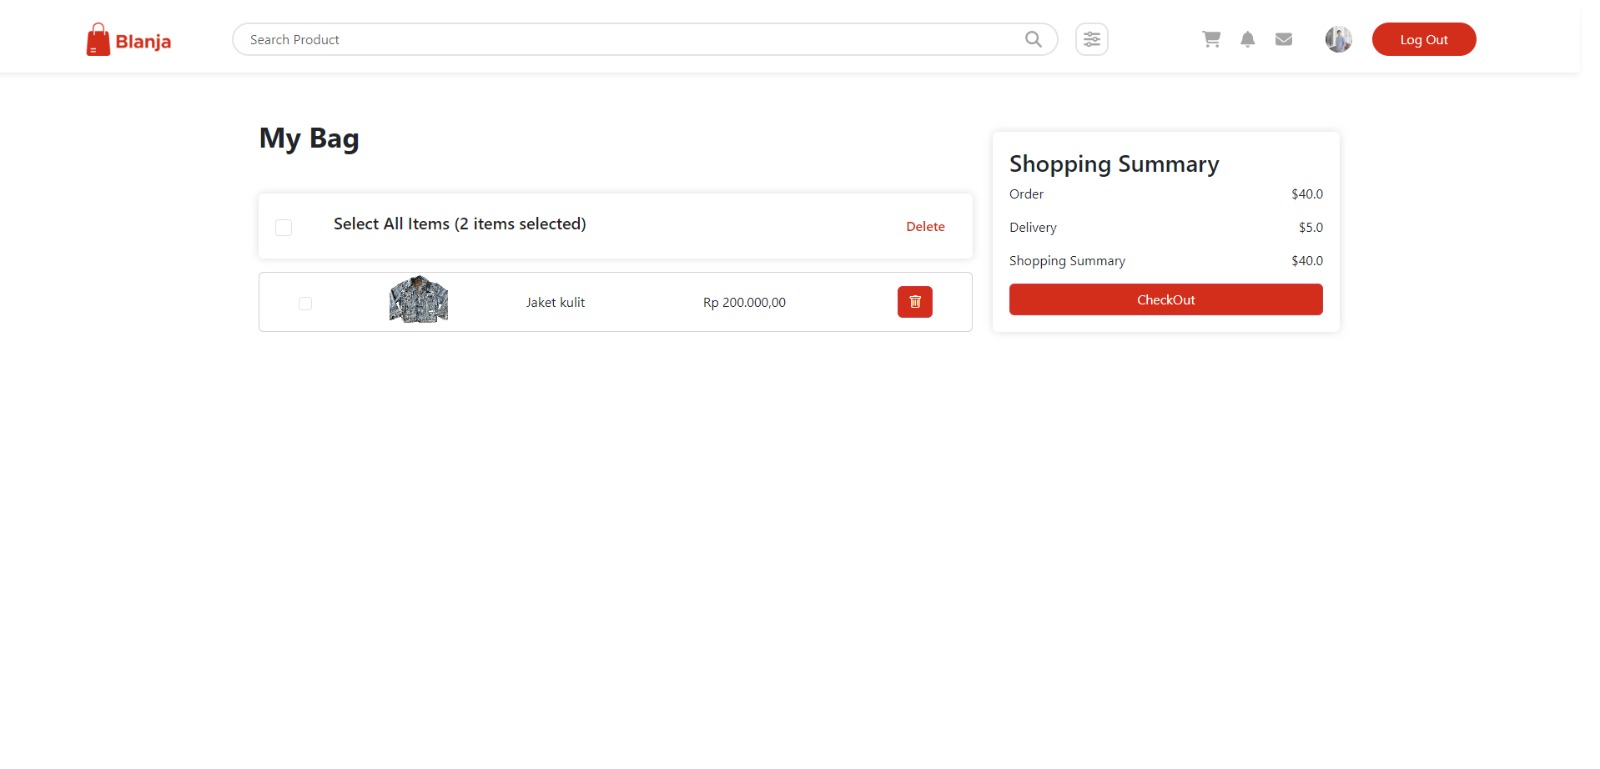 Blanja
Search Product
Log Out
My Bag
Select All Items (2 items selected)
Delete
Jaket kulit
Rp 200.000,00
Shopping Summary
Order $40.0
Delivery $5.0
Shopping Summary $40.0
CheckOut